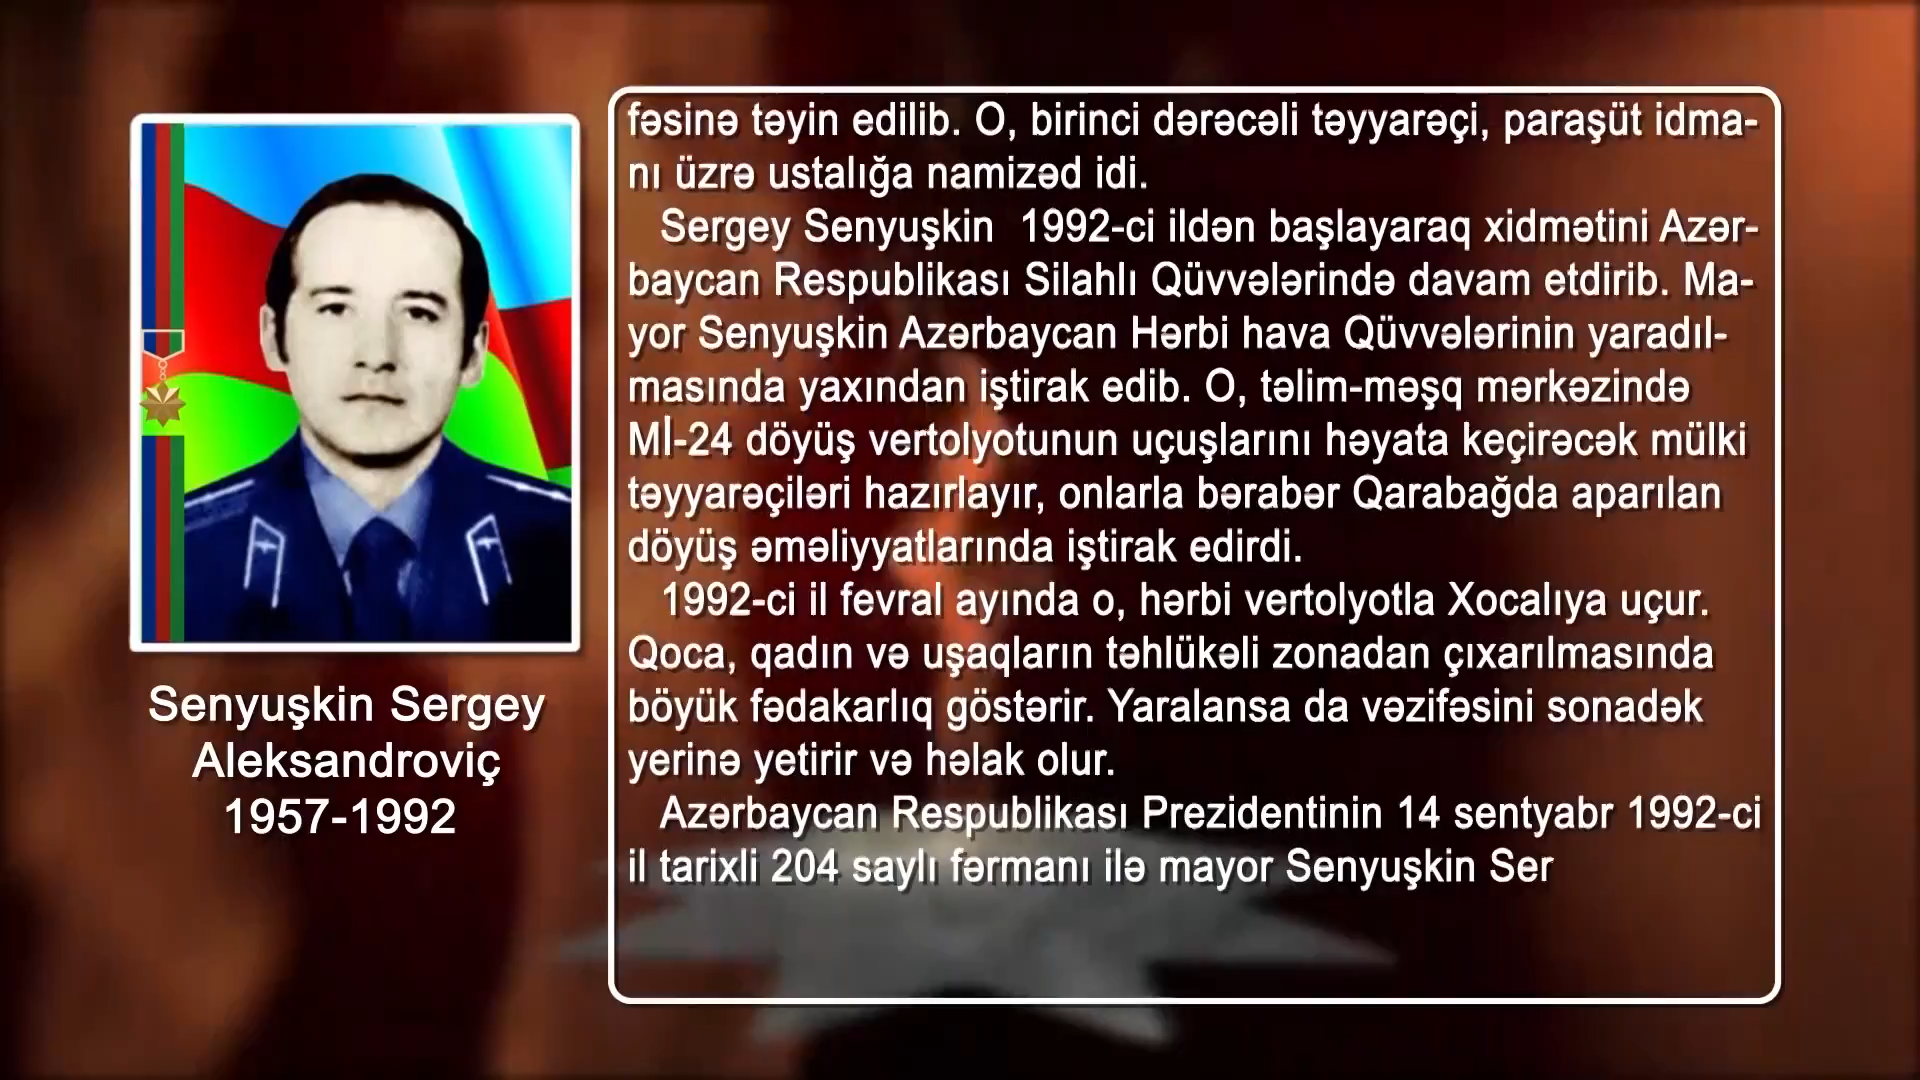 fəsinə təyin edilib. O, birinci dərəcəli təyyarəçi, paraşüt idma-
nı üzrə ustalığa namizəd idi.
Sergey Senyuşkin 1992-ci ildən başlayaraq xidmətini Azər-
baycan Respublikası Silahlı Qüvvələrində davam etdirib. Ma-
yor Senyuşkin Azərbaycan Hərbi hava Qüvvələrinin yaradıl-
masında yaxından iştirak edib. O, təlim-məşq mərkəzində
Mİ-24 döyüş vertolyotunun uçuşlarını həyata keçirəcək mülki
təyyarəçiləri hazırlayır, onlarla bərabər Qarabağda aparılan
döyüş əməliyyatlarında iştirak edirdi.
1992-ci il fevral ayında o, hərbi vertolyotla Xocalıya uçur.
Qoca, qadın və uşaqların təhlükəli zonadan çıxarılmasında
böyük fədakarlıq göstərir. Yaralansa da vəzifəsini sonadək
yerinə yetirir və həlak olur.
Azərbaycan Respublikası Prezidentinin 14 sentyabr 1992-ci
il tarixli 204 saylı fərmanı ilə mayor Senyuşkin Ser
Senyuşkin Sergey
Aleksandroviç
1957-1992